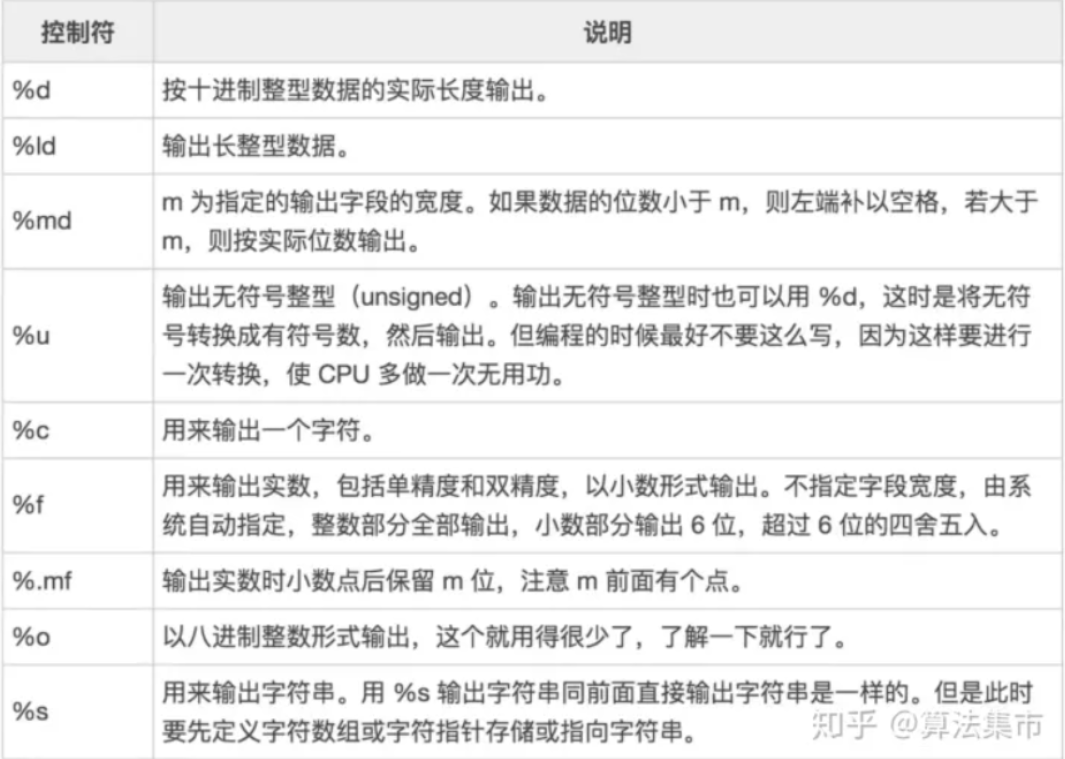 控制符 说明
%d 按十进制整型数据的实际长度输出。
%ld 输出长整型数据。
%md m 为指定的输出字段的宽度。如果数据的位数小于 m，则左端补以空格，若大于
m，则按实际位数输出。
%u 输出无符号整型（unsigned）。输出无符号整型时也可以用 %d，这时是将无符
号转换成有符号数，然后输出。但编程的时候最好不要这么写，因为这样要进行
一次转换，使 CPU 多做一次无用功。
%c 用来输出一个字符。
%f 用来输出实数，包括单精度和双精度，以小数形式输出。不指定字段宽度，由系
统自动指定，整数部分全部输出，小数部分输出 6 位，超过 6 位的四舍五入。
%.mf 输出实数时小数点后保留 m 位，注意 m 前面有个点。
%o 以八进制整数形式输出，这个就用得很少了，了解一下就行了。
%s 用来输出字符串。用 %s 输出字符串同前面直接输出字符串是一样的。但是此时
要先定义字符数组或字符指针存储或指向字符串。
知乎 @算法集市